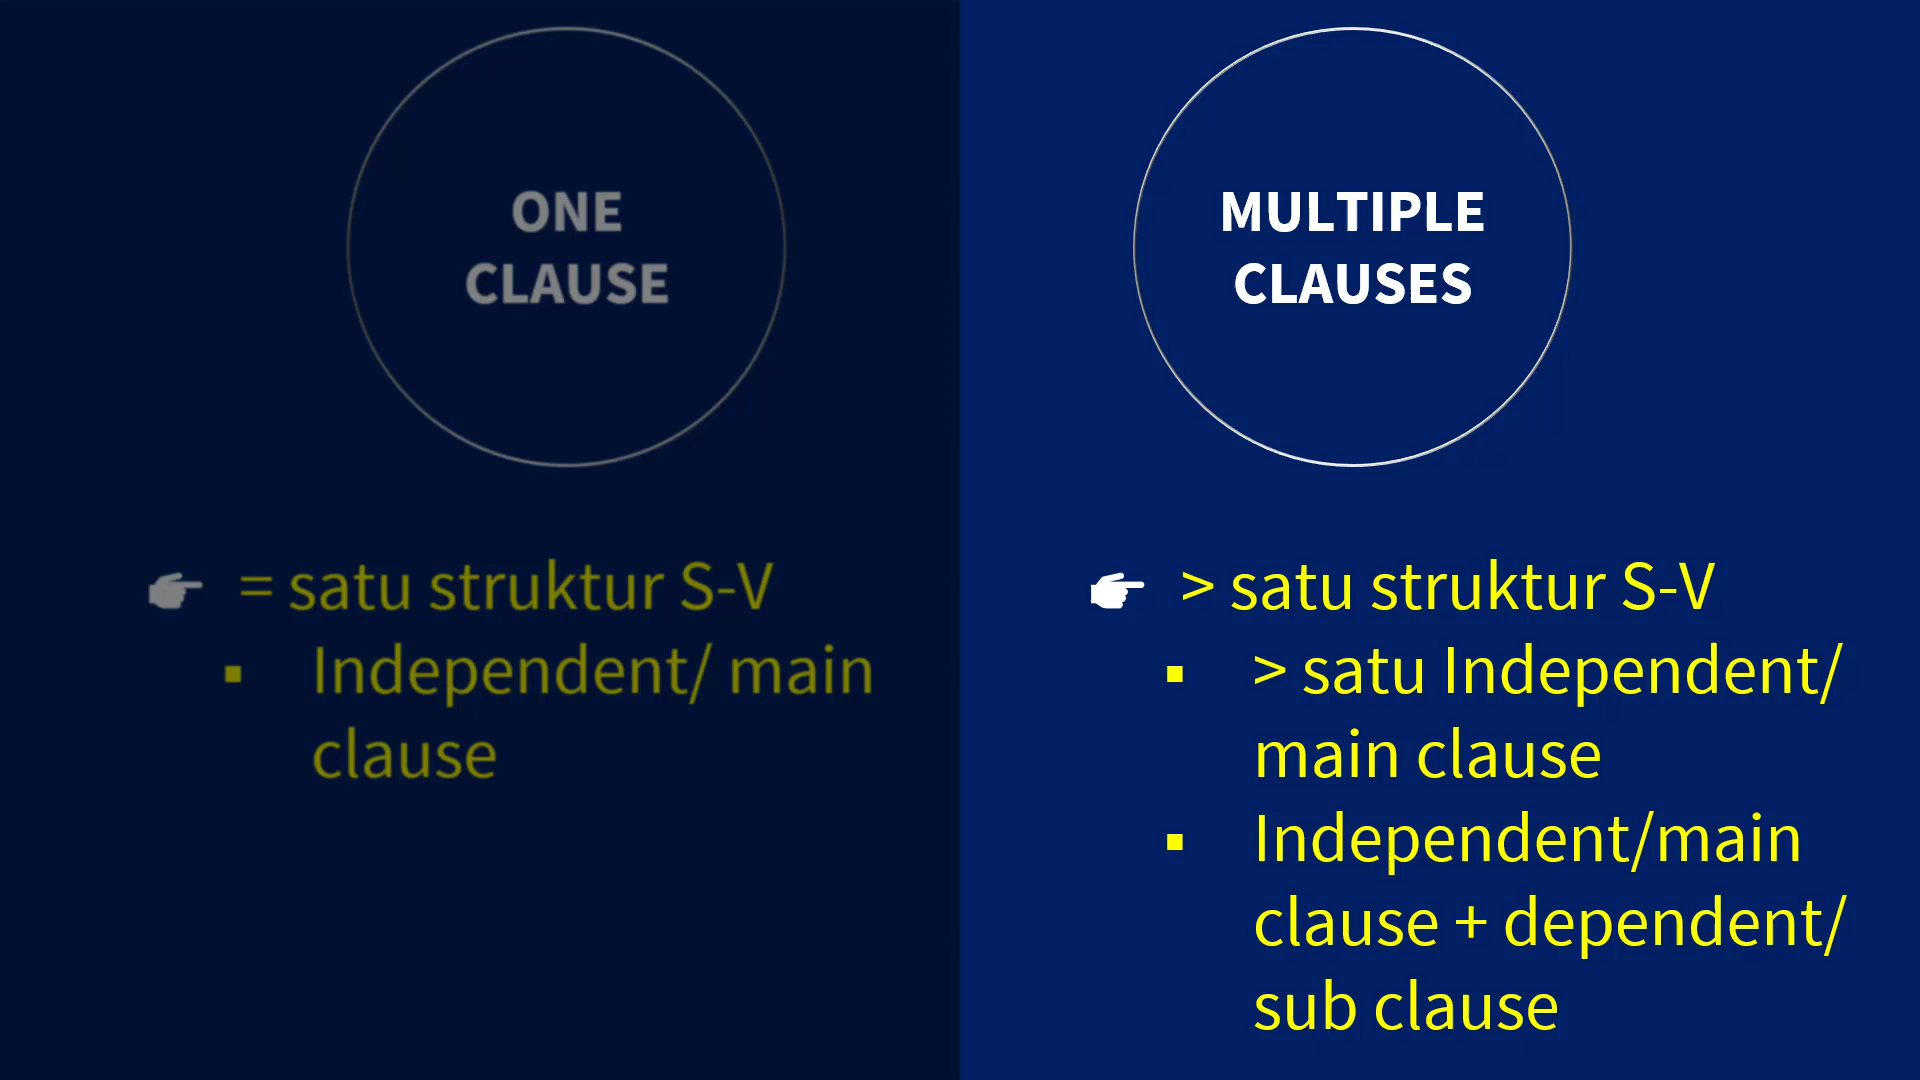 ONE
CLAUSE
= satu struktur S-V
▪ Independent/ main
clause
MULTIPLE
CLAUSES
> satu struktur S-V
▪ > satu Independent/
main clause
▪ Independent/main
clause + dependent/
sub clause